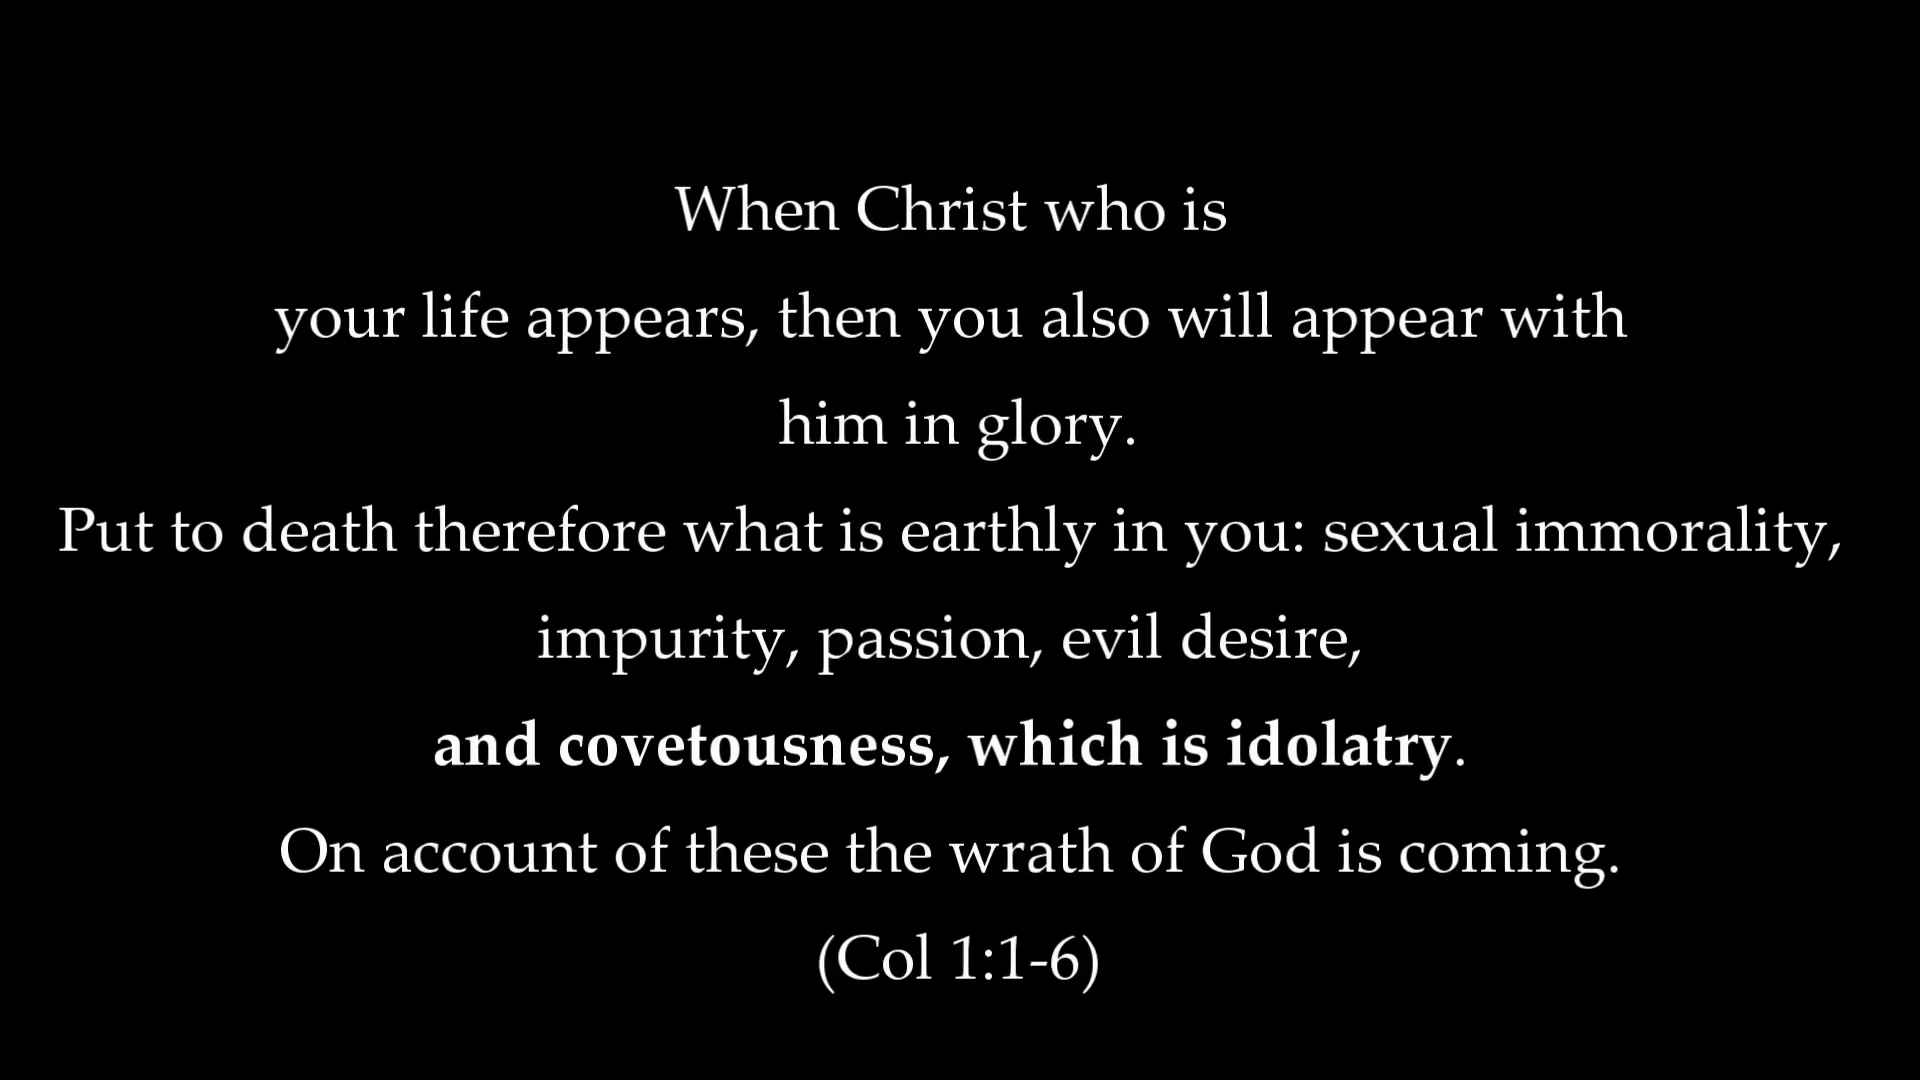 When Christ who is
your life appears, then you also will appear with
him in glory.
Put to death therefore what is earthly in you: sexual immorality,
impurity, passion, evil desire,
and covetousness, which is idolatry.
On account of these the wrath of God is coming.
(Col 1:1-6)